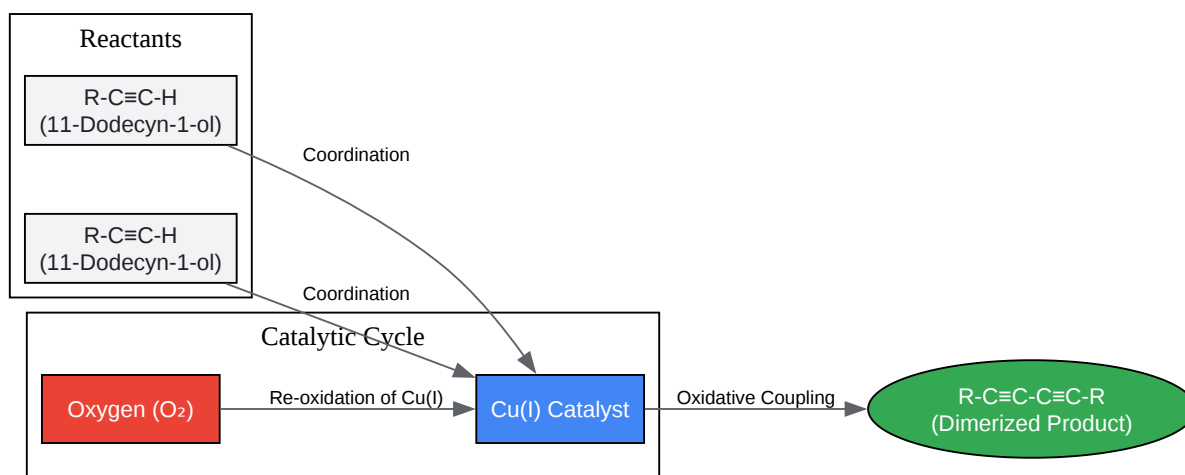 Reactants
R-C≡C-H
(11-Dodecyn-1-ol)
Coordination
R-C≡C-H
(11-Dodecyn-1-ol)
Coordination
Catalytic Cycle
Oxygen (O₂)
Re-oxidation of Cu(I)
Cu(I) Catalyst
Oxidative Coupling
R-C≡C-C≡C-R
(Dimerized Product)